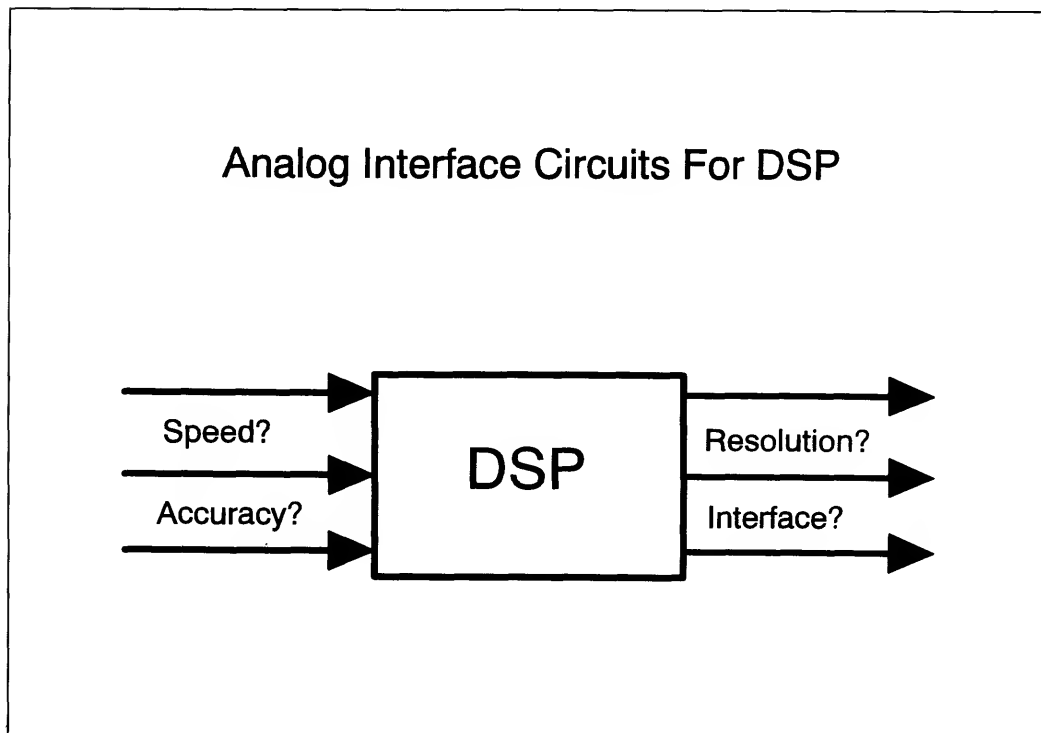 Analog Interface Circuits For DSP
Speed?
Accuracy?
DSP
Resolution?
Interface?